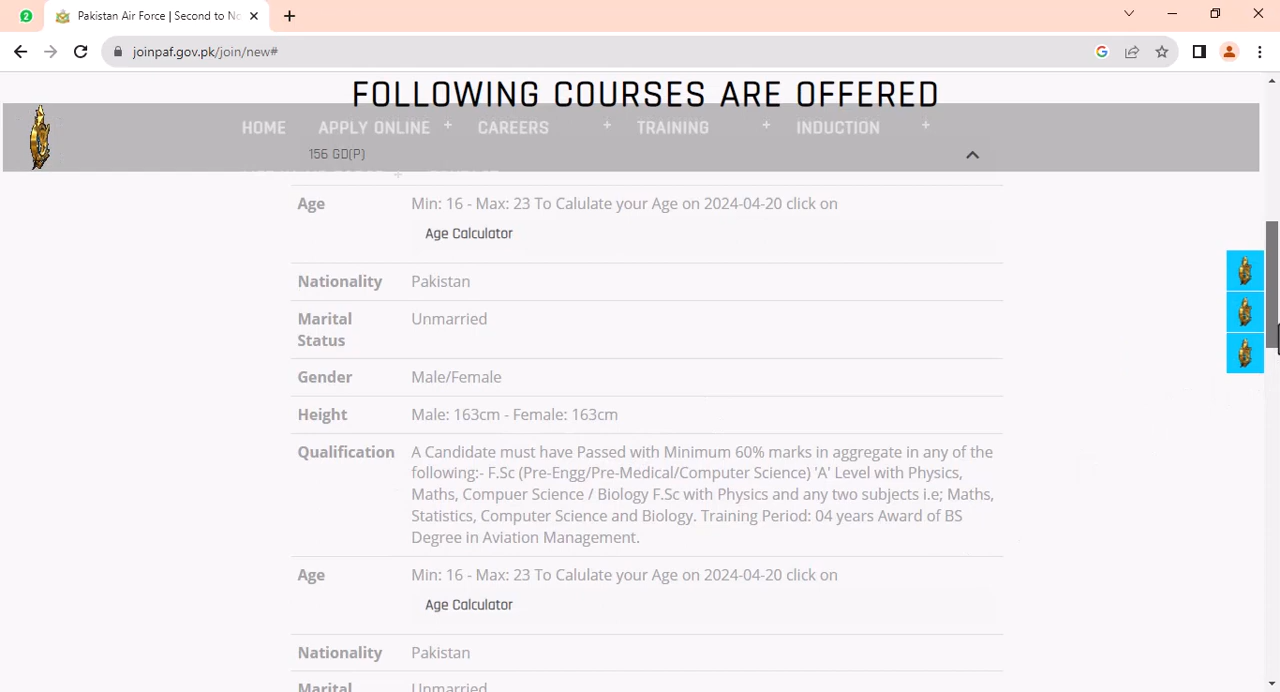 2
Pakistan Air Force | Second to No
joinpaf.gov.pk/join/new#
FOLLOWING COURSES ARE OFFERED
HOME APPLY ONLINE + CAREERS + TRAINING + INDUCTION +
156 GD(P)
Age Min: 16 - Max: 23 To Calulate your Age on 2024-04-20 click on
Age Calculator
Nationality Pakistan
Marital Status Unmarried
Gender Male/Female
Height Male: 163cm - Female: 163cm
Qualification A Candidate must have Passed with Minimum 60% marks in aggregate in any of the
following:- F.Sc (Pre-Engg/Pre-Medical/Computer Science) 'A' Level with Physics,
Maths, Compuer Science / Biology F.Sc with Physics and any two subjects i.e; Maths,
Statistics, Computer Science and Biology. Training Period: 04 years Award of BS
Degree in Aviation Management.
Age Min: 16 - Max: 23 To Calulate your Age on 2024-04-20 click on
Age Calculator
Nationality Pakistan
Marital Unmarried